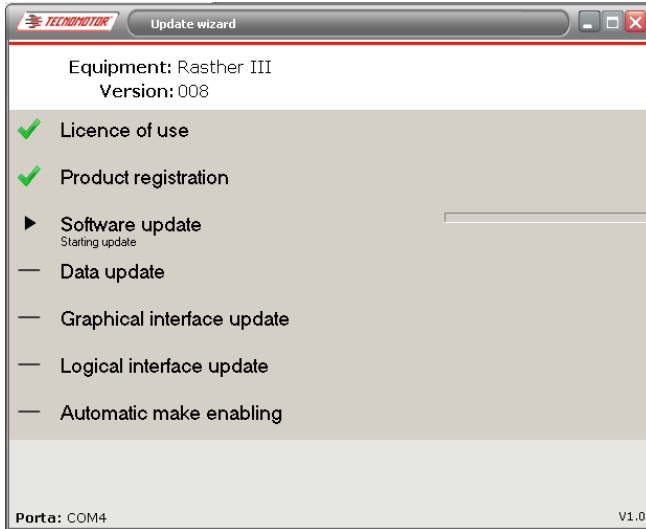 TECNOMOTOR Update wizard
Equipment: Rasther III
Version: 008
Licence of use
Product registration
Software update
Starting update
Data update
Graphical interface update
Logical interface update
Automatic make enabling
Porta: COM4 V1.0